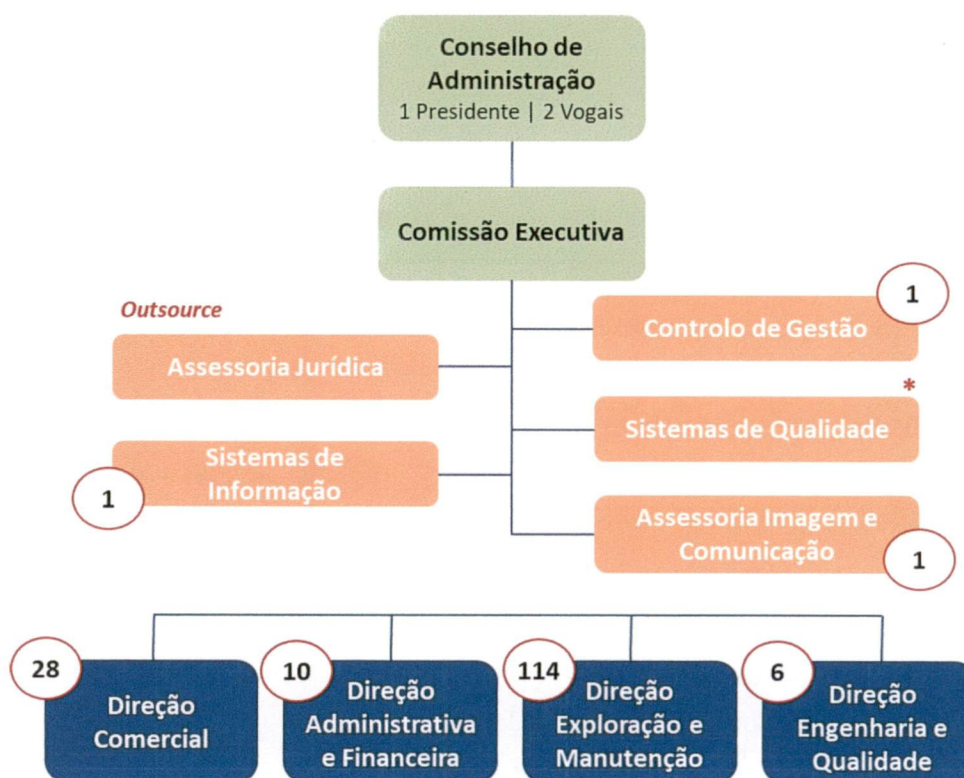 Conselho de
Administração
1 Presidente | 2 Vogais
Comissão Executiva
Outsource
1
Controlo de Gestão
Assessoria Jurídica
*
Sistemas de Qualidade
Sistemas de
Informação
1
Assessoria Imagem e
Comunicação
1
28
Direção
Comercial
10
Direção
Administrativa
e Financeira
114
Direção
Exploração e
Manutenção
6
Direção
Engenharia e
Qualidade